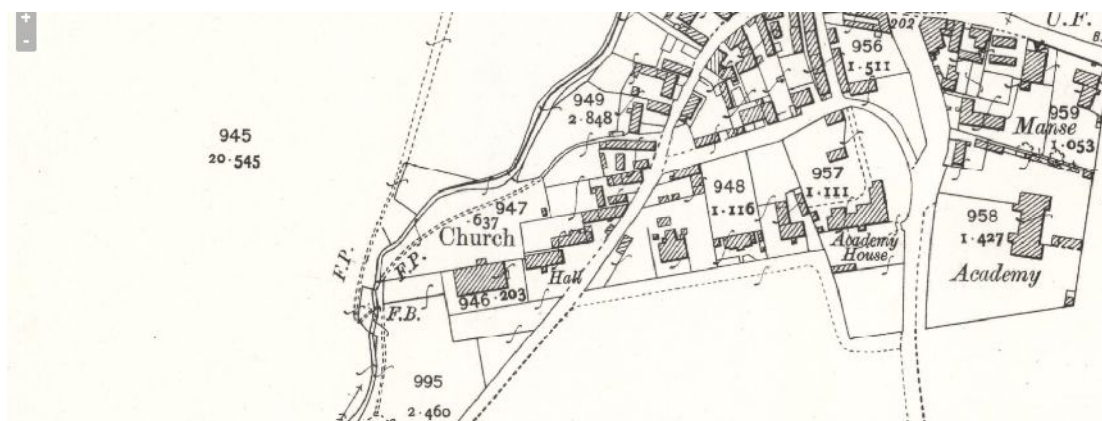 +
-
202
U.F.
956
1·511
949
2·848
945
20·545
959
Manse
1·053
957
1·111
948
1·116
947
·637
958
1·427
Church
Academy
House
Academy
F.P.
F.P.
Hall
946 ·203
F.B.
995
2·460